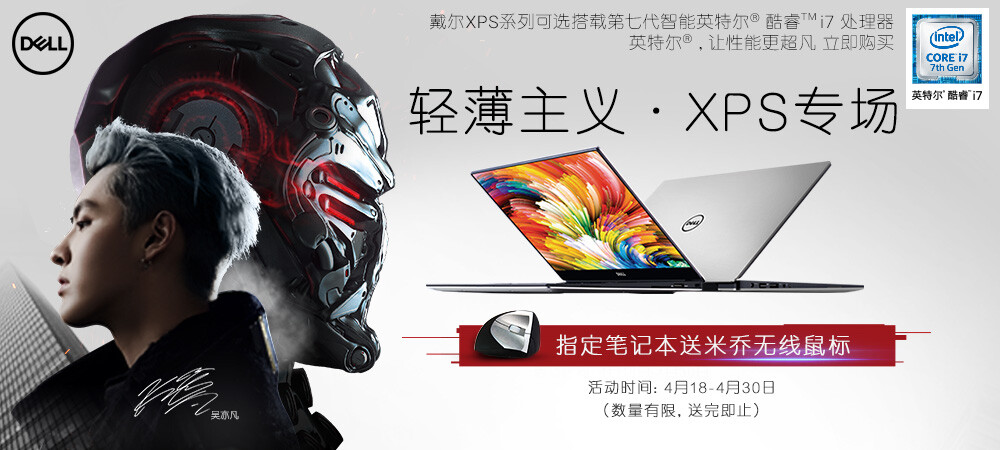 DELL
戴尔XPS系列可选搭载第七代智能英特尔® 酷睿™ i7 处理器
英特尔®，让性能更超凡 立即购买
intel
CORE i7
7th Gen
英特尔® 酷睿™ i7
轻薄主义·XPS专场
DELL
DELL
指定笔记本送米乔无线鼠标
活动时间: 4月18-4月30日
（数量有限, 送完即止）
吴亦凡